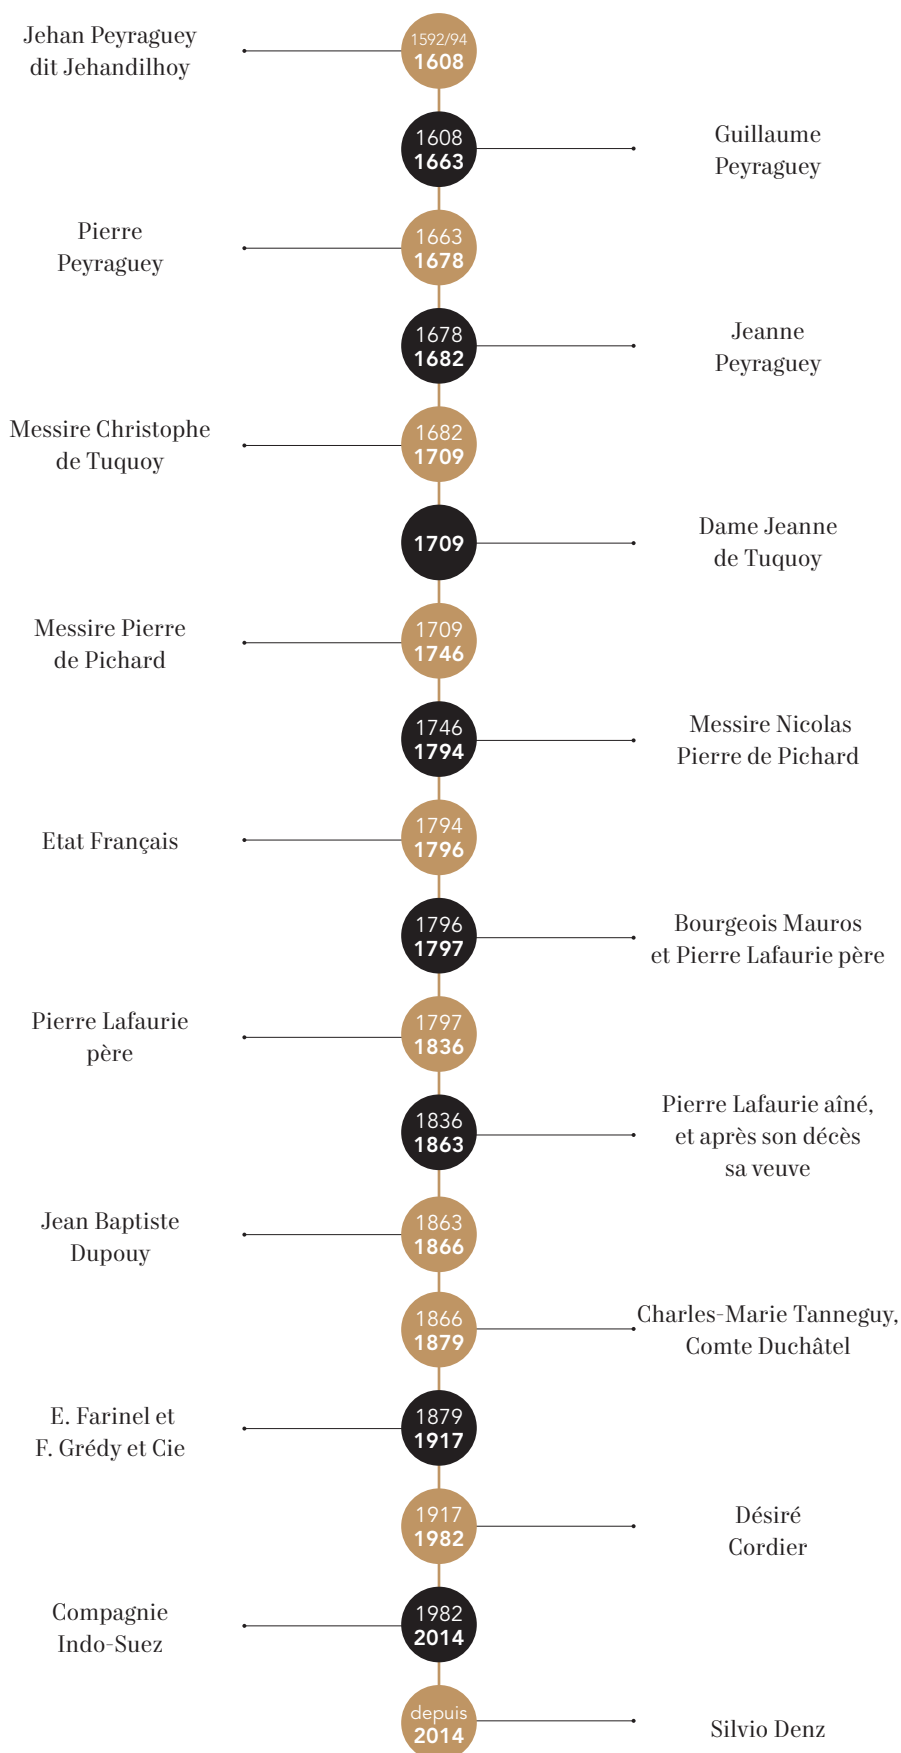 Jehan Peyraguey
dit Jehandilhoy
1592/94
1608
1608
1663
Guillaume
Peyraguey
Pierre
Peyraguey
1663
1678
1678
1682
Jeanne
Peyraguey
Messire Christophe
de Tuquoy
1682
1709
1709
Dame Jeanne
de Tuquoy
Messire Pierre
de Pichard
1709
1746
1746
1794
Messire Nicolas
Pierre de Pichard
Etat Français
1794
1796
1796
1797
Bourgeois Mauros
et Pierre Lafaurie père
Pierre Lafaurie
père
1797
1836
1836
1863
Pierre Lafaurie aîné,
et après son décès
sa veuve
Jean Baptiste
Dupouy
1863
1866
1866
1879
Charles-Marie Tanneguy,
Comte Duchâtel
E. Farinel et
F. Grédy et Cie
1879
1917
1917
1982
Désiré
Cordier
Compagnie
Indo-Suez
1982
2014
depuis
2014
Silvio Denz